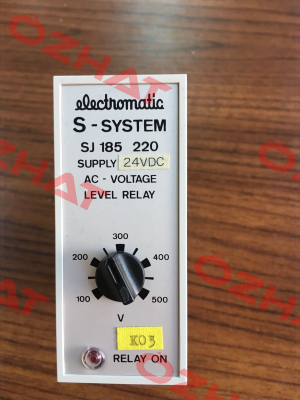 OZHAT
electromatic
S-SYSTEM
SJ 185 220
SUPPLY 24VDC
AC - VOLTAGE
LEVEL RELAY
300
200 400
100 500
V
K03
RELAY ON